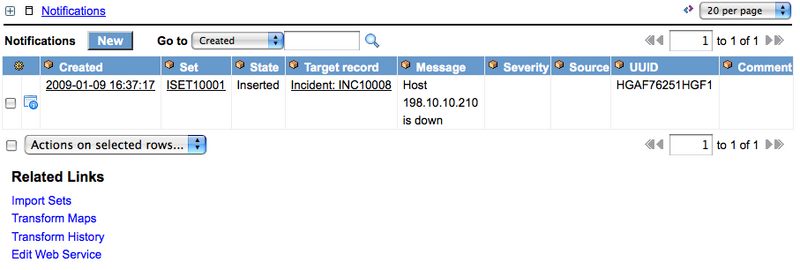 Notifications 20 per page
Notifications New Go to Created 1 to 1 of 1
Created Set State Target record Message Severity Source UUID Comment
2009-01-09 16:37:17 ISET10001 Inserted Incident: INC10008 Host HGAF76251HGF1
198.10.10.210
is down
Actions on selected rows... 1 to 1 of 1
Related Links
Import Sets
Transform Maps
Transform History
Edit Web Service